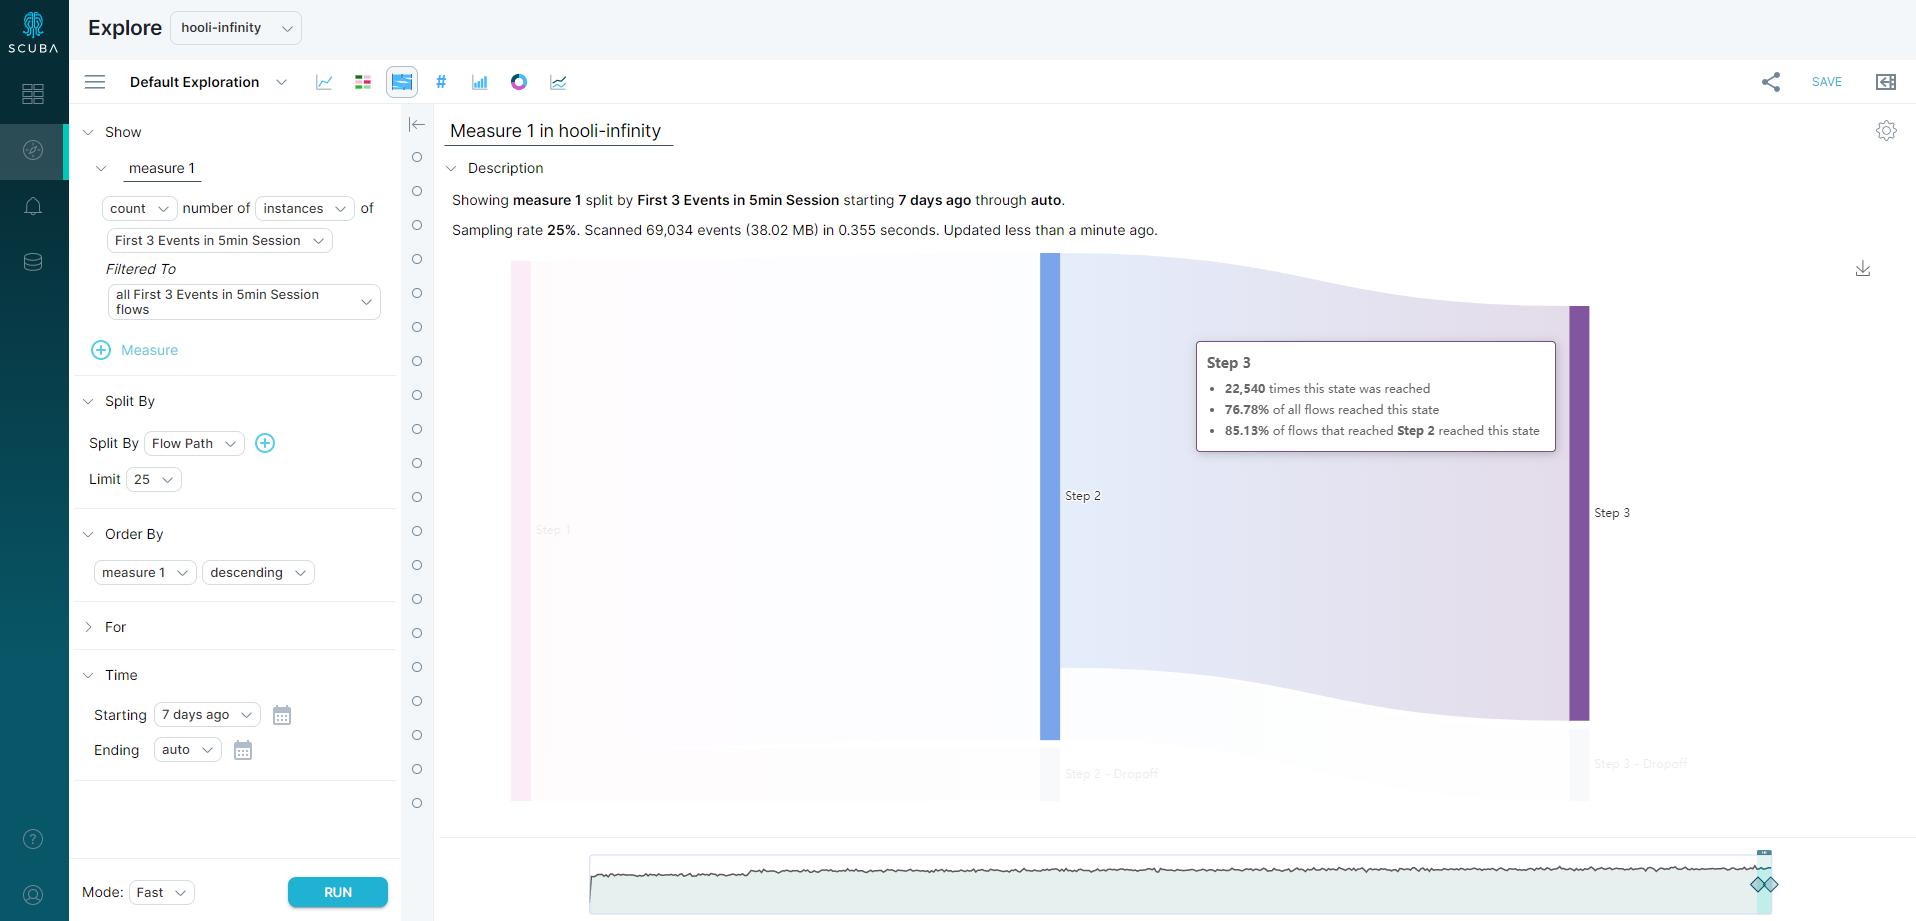 SCUBA
Explore
hooli-infinity
Default Exploration
#
SAVE
Show
measure 1
count number of instances of
First 3 Events in 5min Session
Filtered To
all First 3 Events in 5min Session
flows
Measure
Split By
Split By Flow Path
Limit 25
Order By
measure 1 descending
For
Time
Starting 7 days ago
Ending auto
Mode: Fast
RUN
?
Measure 1 in hooli-infinity
Description
Showing measure 1 split by First 3 Events in 5min Session starting 7 days ago through auto.
Sampling rate 25%. Scanned 69,034 events (38.02 MB) in 0.355 seconds. Updated less than a minute ago.
Step 3
• 22,540 times this state was reached
• 76.78% of all flows reached this state
• 85.13% of flows that reached Step 2 reached this state
Step 1
Step 2
Step 3
Step 2 - Dropoff
Step 3 - Dropoff